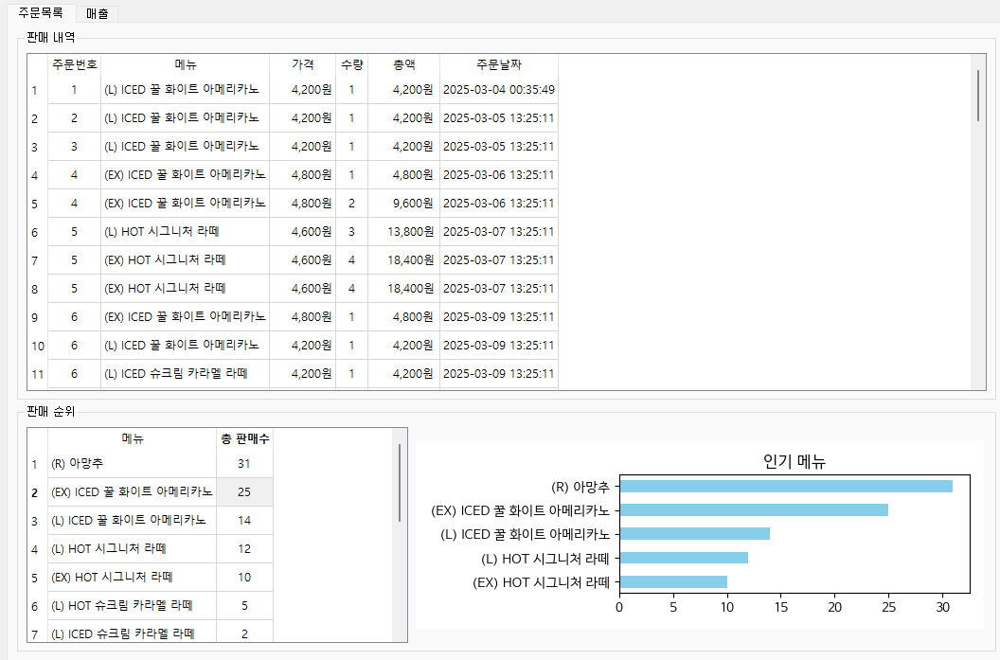 주문목록 매출
판매 내역
주문번호 메뉴 가격 수량 총액 주문날짜
1 1 (L) ICED 꿀 화이트 아메리카노 4,200원 1 4,200원 2025-03-04 00:35:49
2 2 (L) ICED 꿀 화이트 아메리카노 4,200원 1 4,200원 2025-03-05 13:25:11
3 3 (L) ICED 꿀 화이트 아메리카노 4,200원 1 4,200원 2025-03-05 13:25:11
4 4 (EX) ICED 꿀 화이트 아메리카노 4,800원 1 4,800원 2025-03-06 13:25:11
5 4 (EX) ICED 꿀 화이트 아메리카노 4,800원 2 9,600원 2025-03-06 13:25:11
6 5 (L) HOT 시그니처 라떼 4,600원 3 13,800원 2025-03-07 13:25:11
7 5 (EX) HOT 시그니처 라떼 4,600원 4 18,400원 2025-03-07 13:25:11
8 5 (EX) HOT 시그니처 라떼 4,600원 4 18,400원 2025-03-07 13:25:11
9 6 (EX) ICED 꿀 화이트 아메리카노 4,800원 1 4,800원 2025-03-09 13:25:11
10 6 (L) ICED 꿀 화이트 아메리카노 4,200원 1 4,200원 2025-03-09 13:25:11
11 6 (L) ICED 슈크림 카라멜 라떼 4,200원 1 4,200원 2025-03-09 13:25:11
판매 순위
메뉴 총 판매수
1 (R) 아망추 31
2 (EX) ICED 꿀 화이트 아메리카노 25
3 (L) ICED 꿀 화이트 아메리카노 14
4 (L) HOT 시그니처 라떼 12
5 (EX) HOT 시그니처 라떼 10
6 (L) HOT 슈크림 카라멜 라떼 5
7 (L) ICED 슈크림 카라멜 라떼 2
인기 메뉴
(R) 아망추
(EX) ICED 꿀 화이트 아메리카노
(L) ICED 꿀 화이트 아메리카노
(L) HOT 시그니처 라떼
(EX) HOT 시그니처 라떼
0 5 10 15 20 25 30